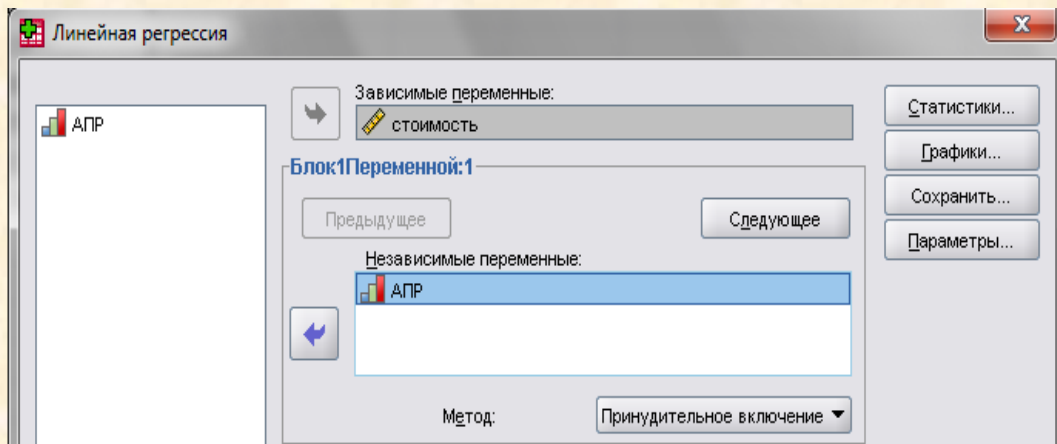 Линейная регрессия
x
АПР
Зависимые переменные:
стоимость
Блок1Переменной:1
Предыдущее
Следующее
Независимые переменные:
АПР
Метод:
Принудительное включение
Статистики...
Графики...
Сохранить...
Параметры...